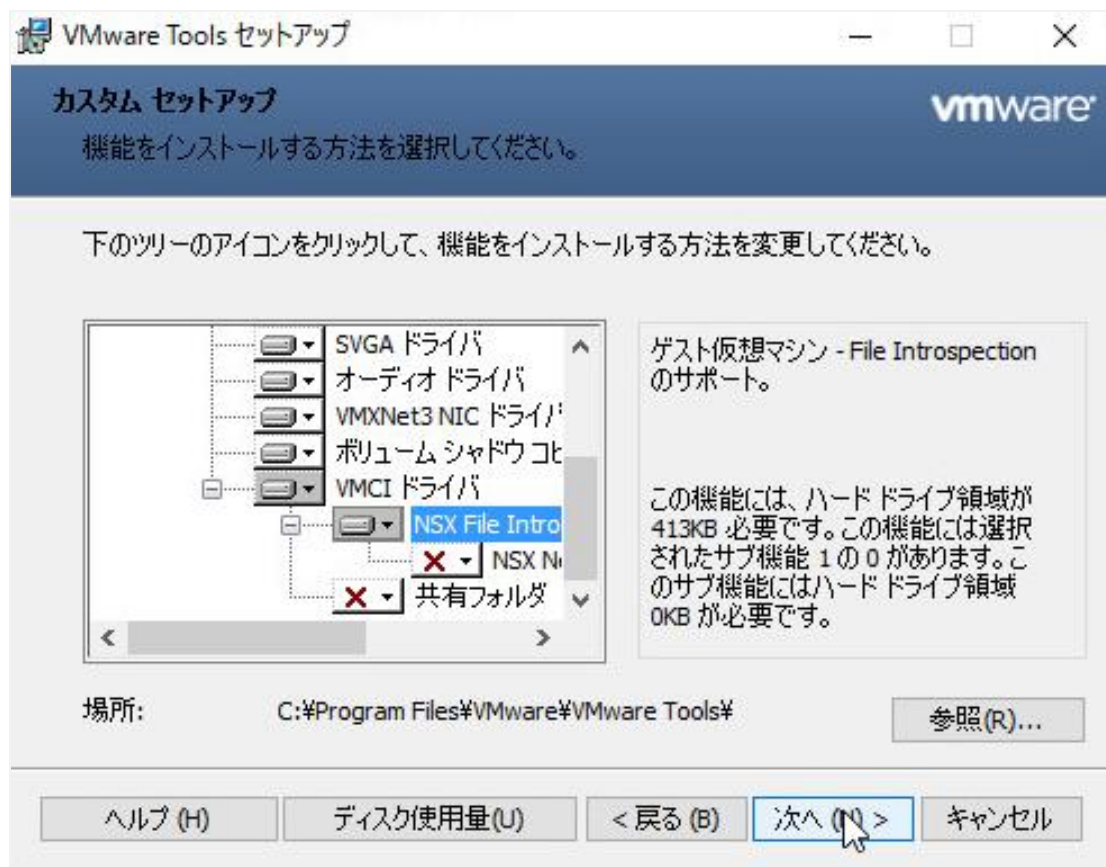 VMware Tools セットアップ
カスタム セットアップ
vmware
機能をインストールする方法を選択してください。
下のツリーのアイコンをクリックして、機能をインストールする方法を変更してください。
SVGA ドライバ
オーディオ ドライバ
VMXNet3 NIC ドライバ
ボリューム シャドウ コピ
VMCI ドライバ
NSX File Intro
NSX Ne
共有フォルダ
ゲスト仮想マシン - File Introspection
のサポート。
この機能には、ハード ドライブ領域が
413KB 必要です。この機能には選択
されたサブ機能 1 の 0 があります。こ
のサブ機能にはハード ドライブ領域
0KB が必要です。
場所:
C:¥Program Files¥VMware¥VMware Tools¥
参照(R)...
ヘルプ (H)
ディスク使用量(U)
< 戻る (B)
次へ (N) >
キャンセル